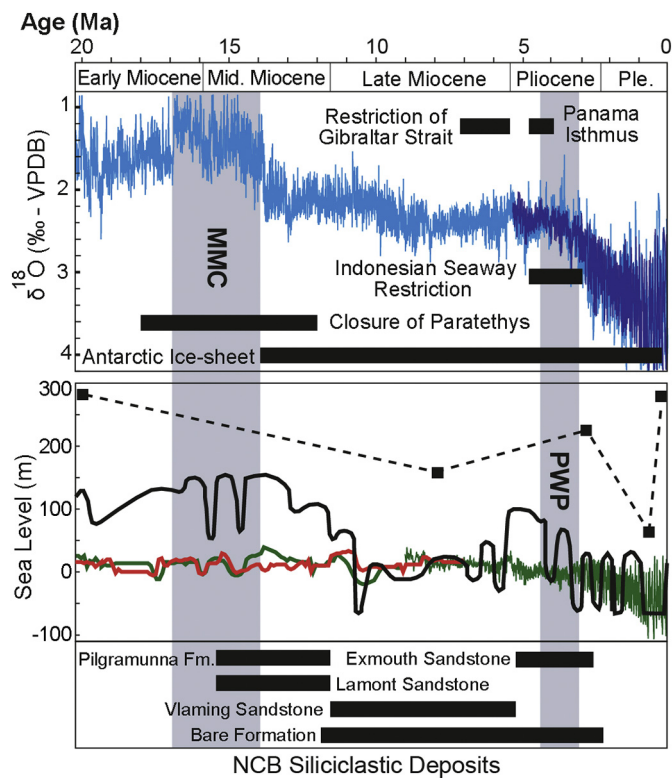 Age (Ma)
20 15 10 5 0
Early Miocene Mid. Miocene Late Miocene Pliocene Ple.
1
2
3
4
δ18O (‰ - VPDB)
Restriction of
Gibraltar Strait
Panama
Isthmus
MMC
Indonesian Seaway
Restriction
Closure of Paratethys
Antarctic Ice-sheet
300
200
100
0
-100
Sea Level (m)
PWP
Pilgramunna Fm. Exmouth Sandstone
Lamont Sandstone
Vlaming Sandstone
Bare Formation
NCB Siliciclastic Deposits